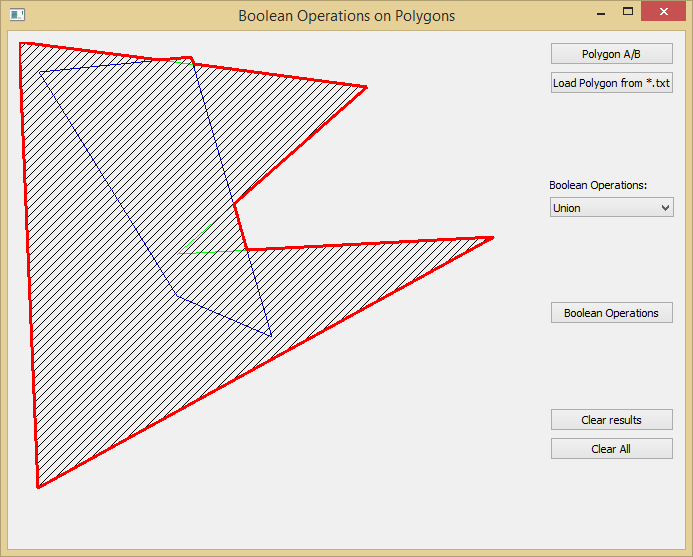 Boolean Operations on Polygons
Polygon A/B
Load Polygon from *.txt
Boolean Operations:
Union
Boolean Operations
Clear results
Clear All